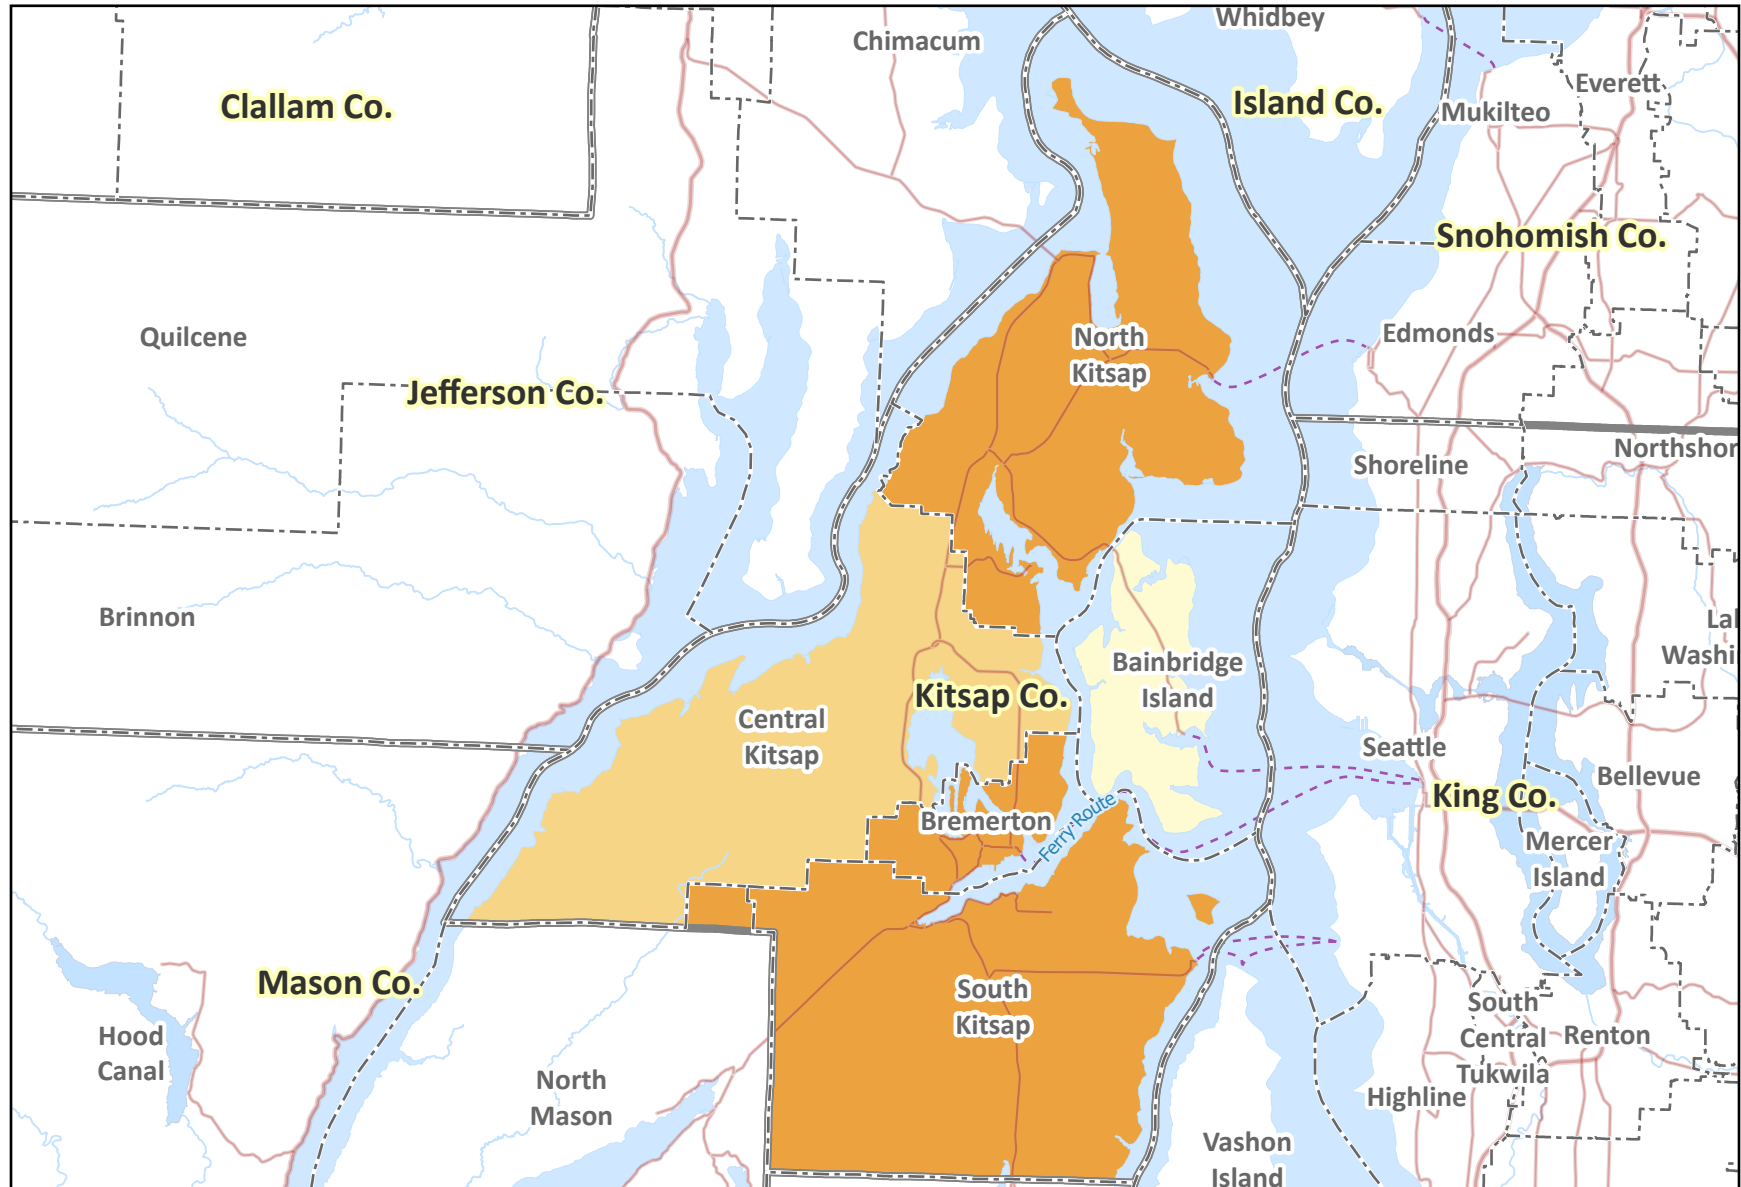 Whidbey
Chimacum
Clallam Co.
Island Co.
Everett
Mukilteo
Snohomish Co.
Quilcene
North
Kitsap
Edmonds
Jefferson Co.
Shoreline
Northshor
Brinnon
Bainbridge
Island
Kitsap Co.
Central
Kitsap
Seattle
Bellevue
King Co.
Bremerton
Ferry Route
Mercer
Island
Mason Co.
South
Kitsap
South
Central
Tukwila
Renton
Hood
Canal
North
Mason
Highline
Vashon
Island
Washi